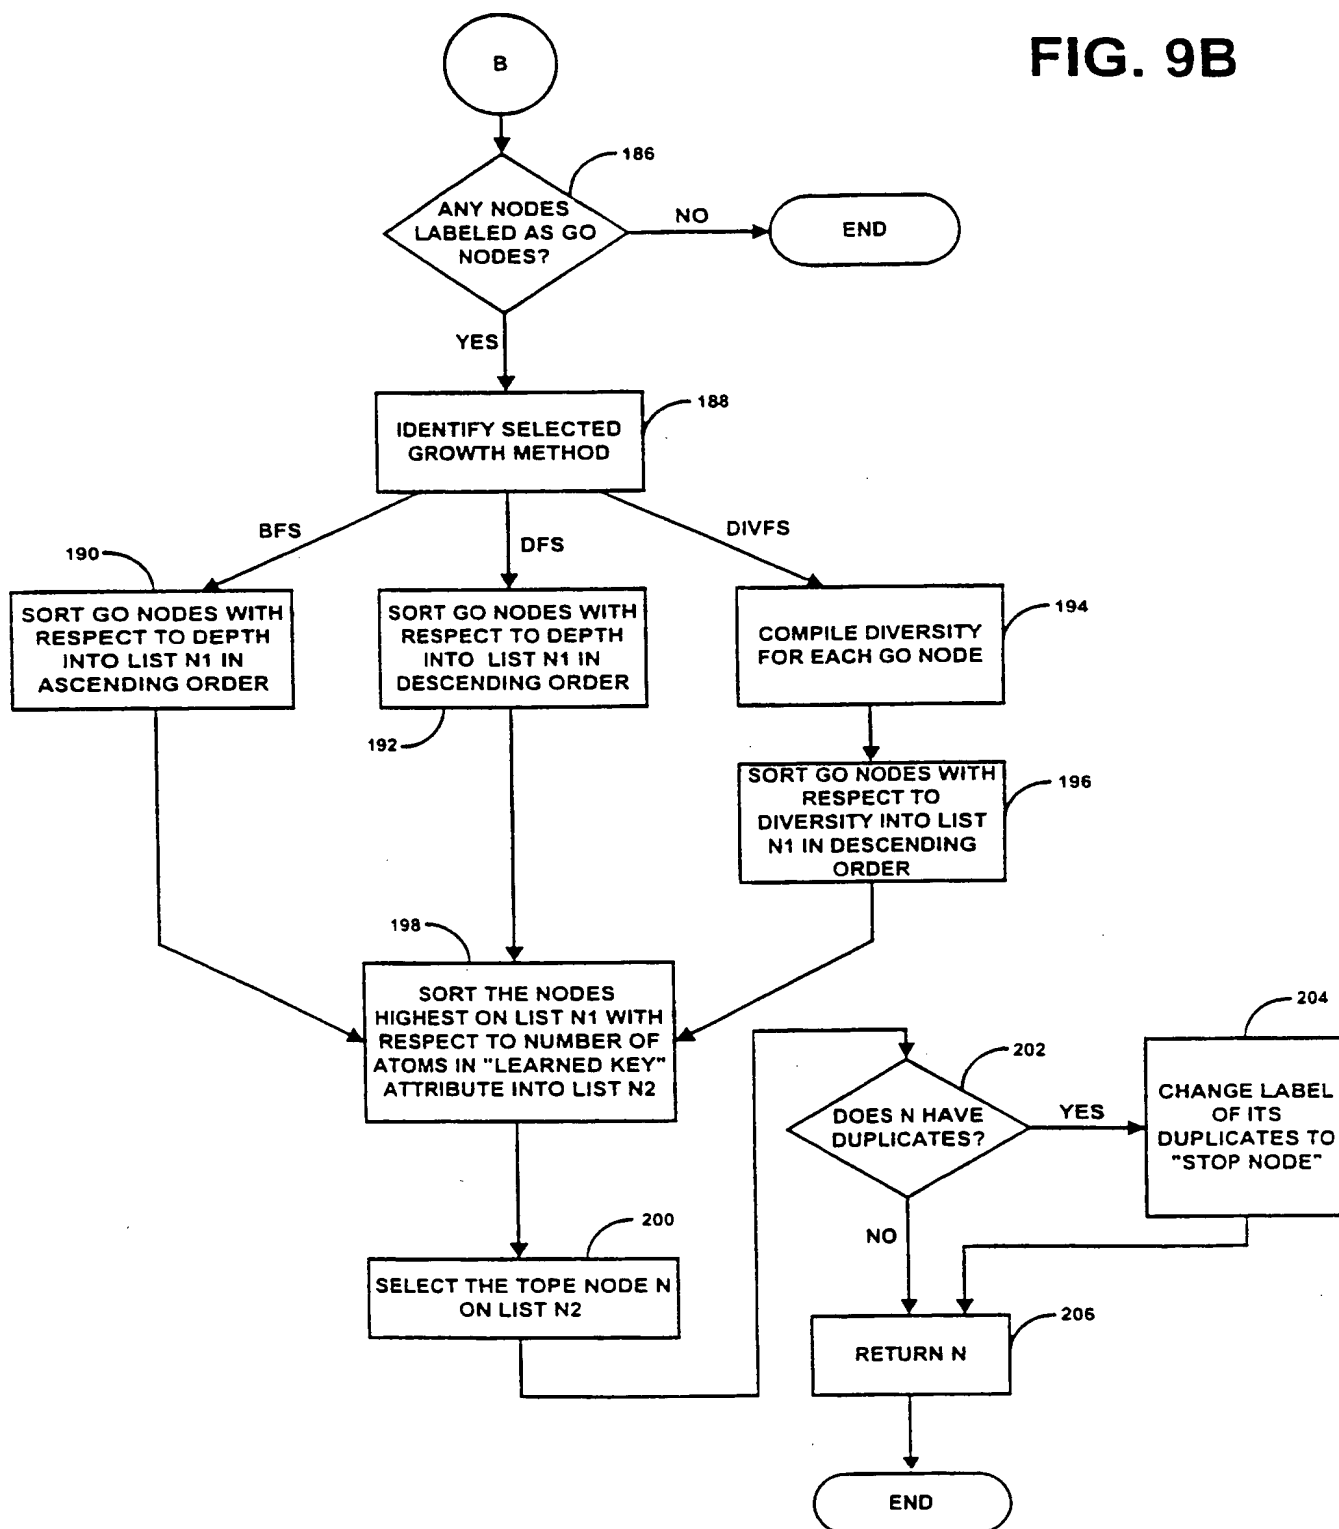 FIG. 9B
B
186
ANY NODES
LABELED AS GO
NODES?
NO
END
YES
188
IDENTIFY SELECTED
GROWTH METHOD
BFS
DFS
DIVFS
190
SORT GO NODES WITH
RESPECT TO DEPTH
INTO LIST N1 IN
ASCENDING ORDER
SORT GO NODES WITH
RESPECT TO DEPTH
INTO LIST N1 IN
DESCENDING ORDER
192
194
COMPILE DIVERSITY
FOR EACH GO NODE
196
SORT GO NODES WITH
RESPECT TO
DIVERSITY INTO LIST
N1 IN DESCENDING
ORDER
198
SORT THE NODES
HIGHEST ON LIST N1 WITH
RESPECT TO NUMBER OF
ATOMS IN "LEARNED KEY"
ATTRIBUTE INTO LIST N2
200
SELECT THE TOPE NODE N
ON LIST N2
202
DOES N HAVE
DUPLICATES?
YES
204
CHANGE LABEL
OF ITS
DUPLICATES TO
"STOP NODE"
NO
206
RETURN N
END